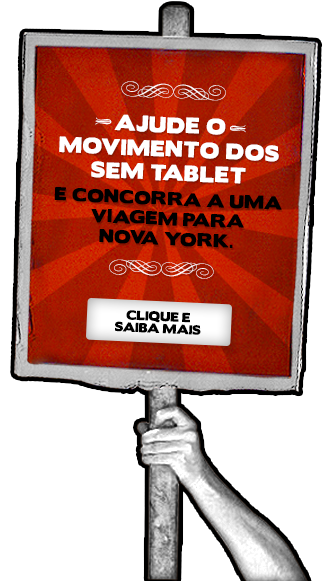 AJUDE O
MOVIMENTO DOS
SEM TABLET
E CONCORRA A UMA
VIAGEM PARA
NOVA YORK.
CLIQUE E
SAIBA MAIS